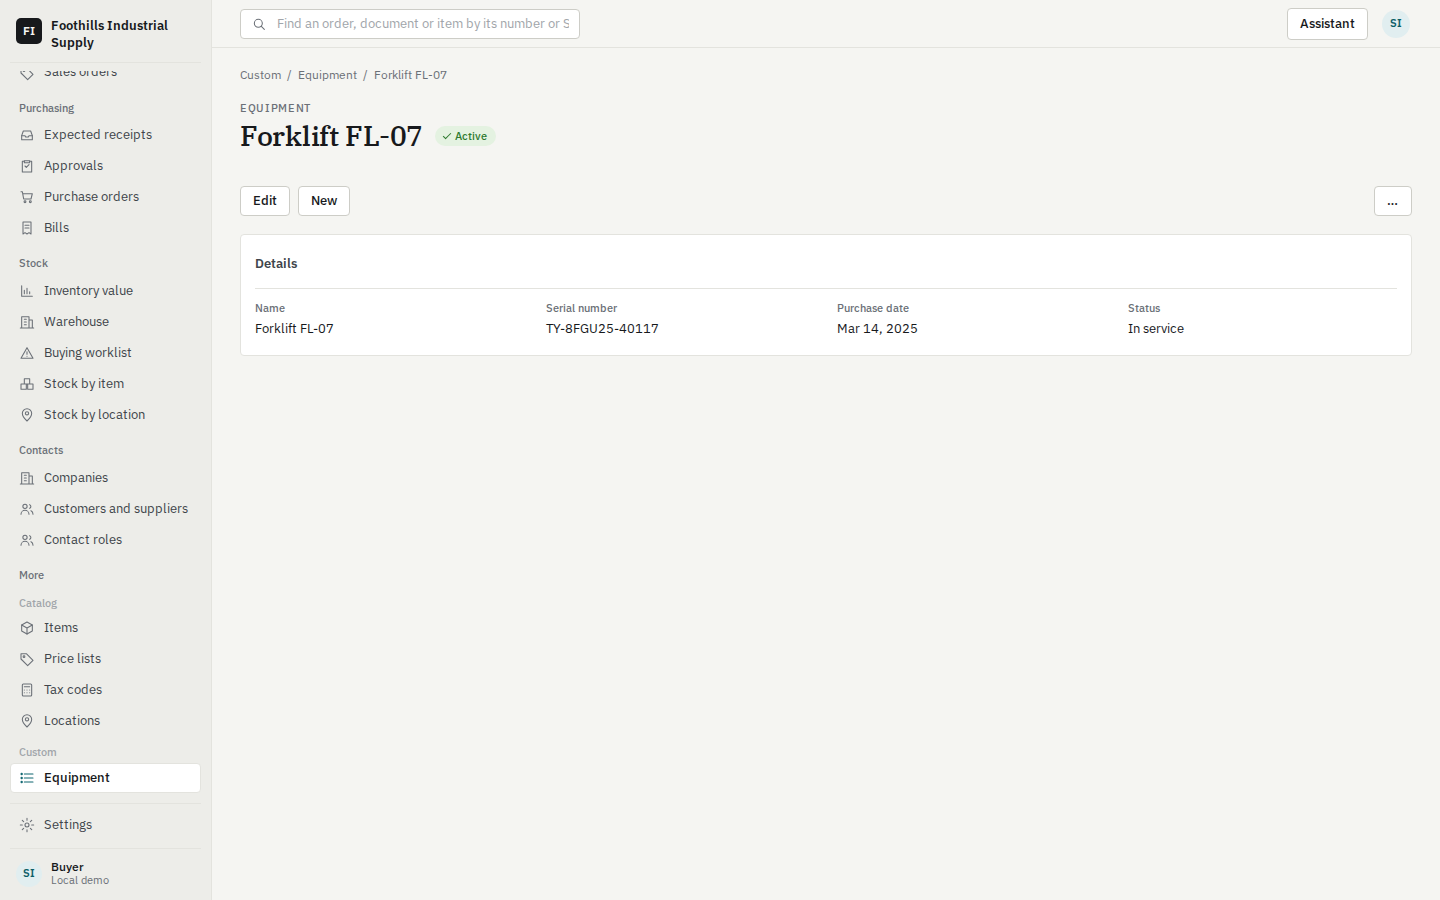 FI
Foothills Industrial
Supply
Sales orders
Purchasing
Expected receipts
Approvals
Purchase orders
Bills
Stock
Inventory value
Warehouse
Buying worklist
Stock by item
Stock by location
Contacts
Companies
Customers and suppliers
Contact roles
More
Catalog
Items
Price lists
Tax codes
Locations
Custom
Equipment
Settings
SI
Buyer
Local demo
Find an order, document or item by its number or S
Assistant
SI
Custom / Equipment / Forklift FL-07
EQUIPMENT
Forklift FL-07
Active
Edit
New
...
Details
Name
Forklift FL-07
Serial number
TY-8FGU25-40117
Purchase date
Mar 14, 2025
Status
In service